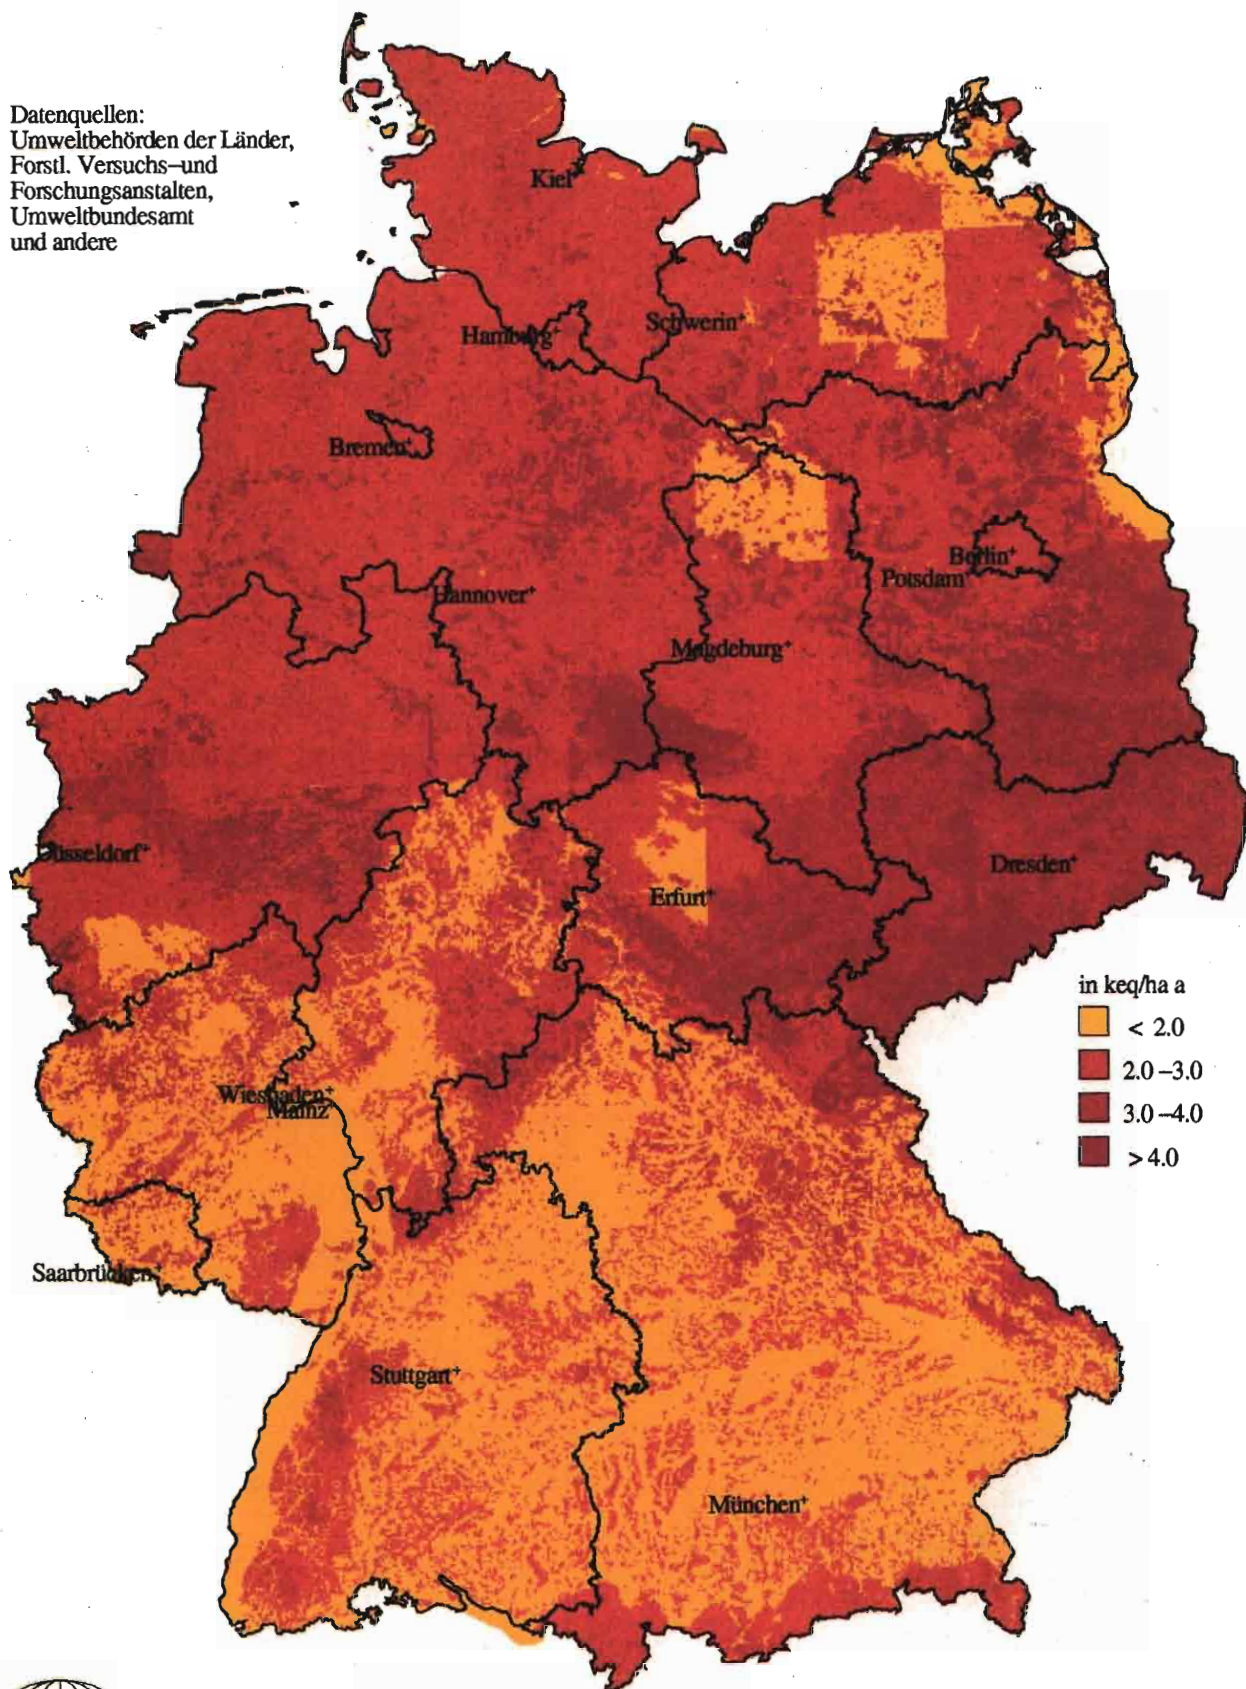 Datenquellen:
Umweltbehörden der Länder,
Forstl. Versuchs–und
Forschungsanstalten,
Umweltbundesamt
und andere
Kiel+
Hamburg+
Schwerin+
Bremen+
Berlin+
Potsdam
Hannover+
Magdeburg+
Düsseldorf+
Dresden+
Erfurt+
in keq/ha a
< 2.0
2.0–3.0
3.0–4.0
> 4.0
Wiesbaden+
Mainz+
Saarbrücken+
Stuttgart+
München+